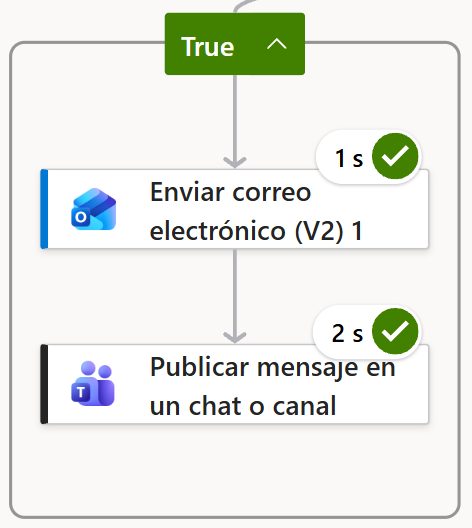 True
1 s
Enviar correo
electrónico (V2) 1
O
2 s
Publicar mensaje en
un chat o canal
T